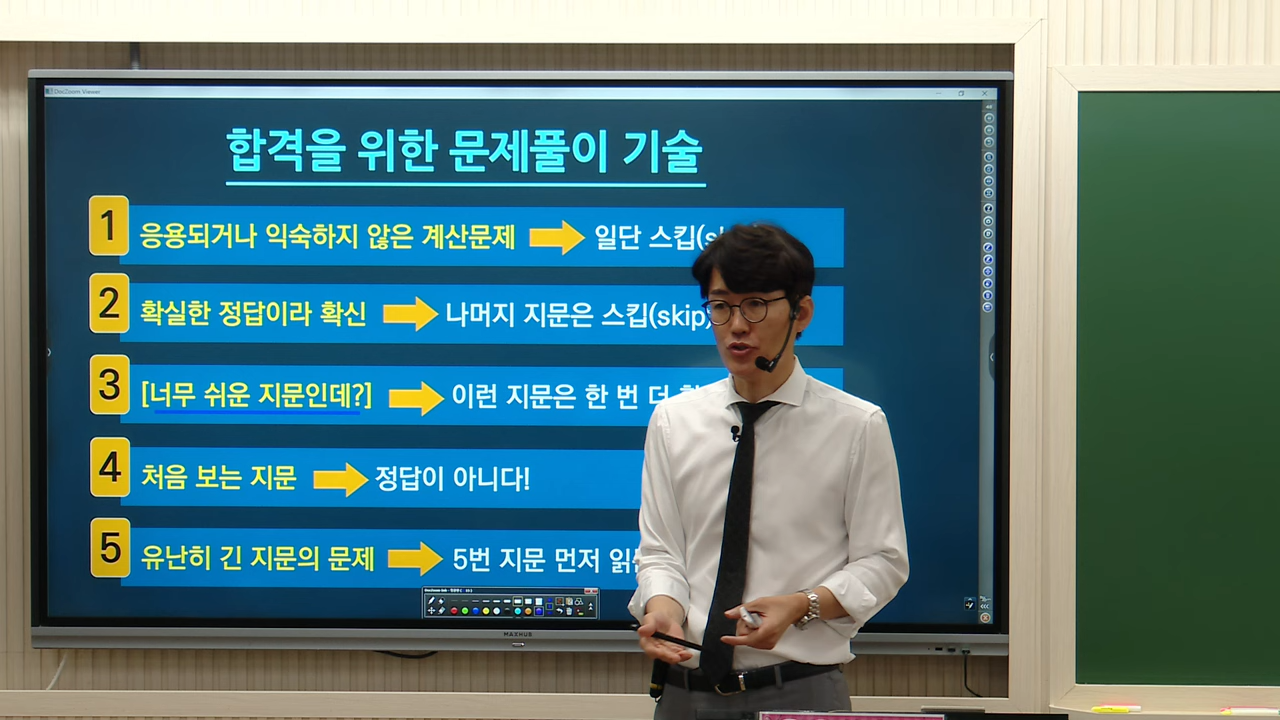 DocZoom Viewer
합격을 위한 문제풀이 기술
1 응용되거나 익숙하지 않은 계산문제 일단 스킵(sk
2 확실한 정답이라 확신 나머지 지문은 스킵(skip)
3 [너무 쉬운 지문인데?] 이런 지문은 한 번 더
4 처음 보는 지문 정답이 아니다!
5 유난히 긴 지문의 문제 5번 지문 먼저
MAXHUB